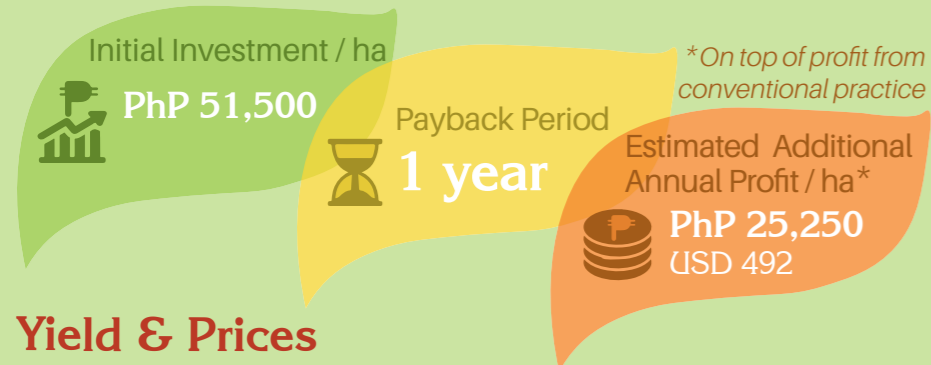 Initial Investment / ha
PhP 51,500
Payback Period
1 year
*On top of profit from
conventional practice
Estimated Additional
Annual Profit / ha*
PhP 25,250
USD 492
Yield & Prices